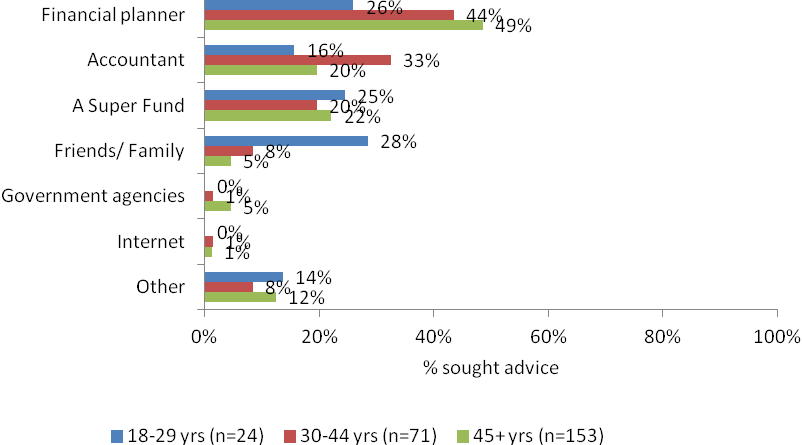 Financial planner
26%
44%
49%
Accountant
16%
33%
20%
A Super Fund
25%
20%
22%
Friends/ Family
28%
8%
5%
Government agencies
0%
1%
5%
Internet
0%
1%
1%
Other
14%
8%
12%
0% 20% 40% 60% 80% 100%
% sought advice
18-29 yrs (n=24) 30-44 yrs (n=71) 45+ yrs (n=153)